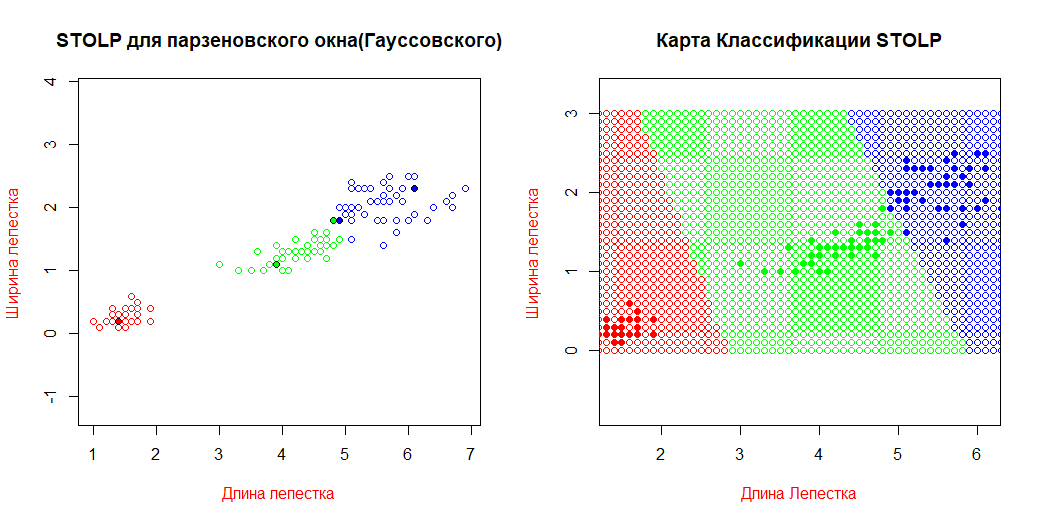 STOLP для парзеновского окна(Гауссовского)
4
3
2
1
0
-1
Ширина лепестка
1 2 3 4 5 6 7
Длина лепестка
Карта Классификации STOLP
3
2
1
0
Ширина лепестка
2 3 4 5 6
Длина Лепестка